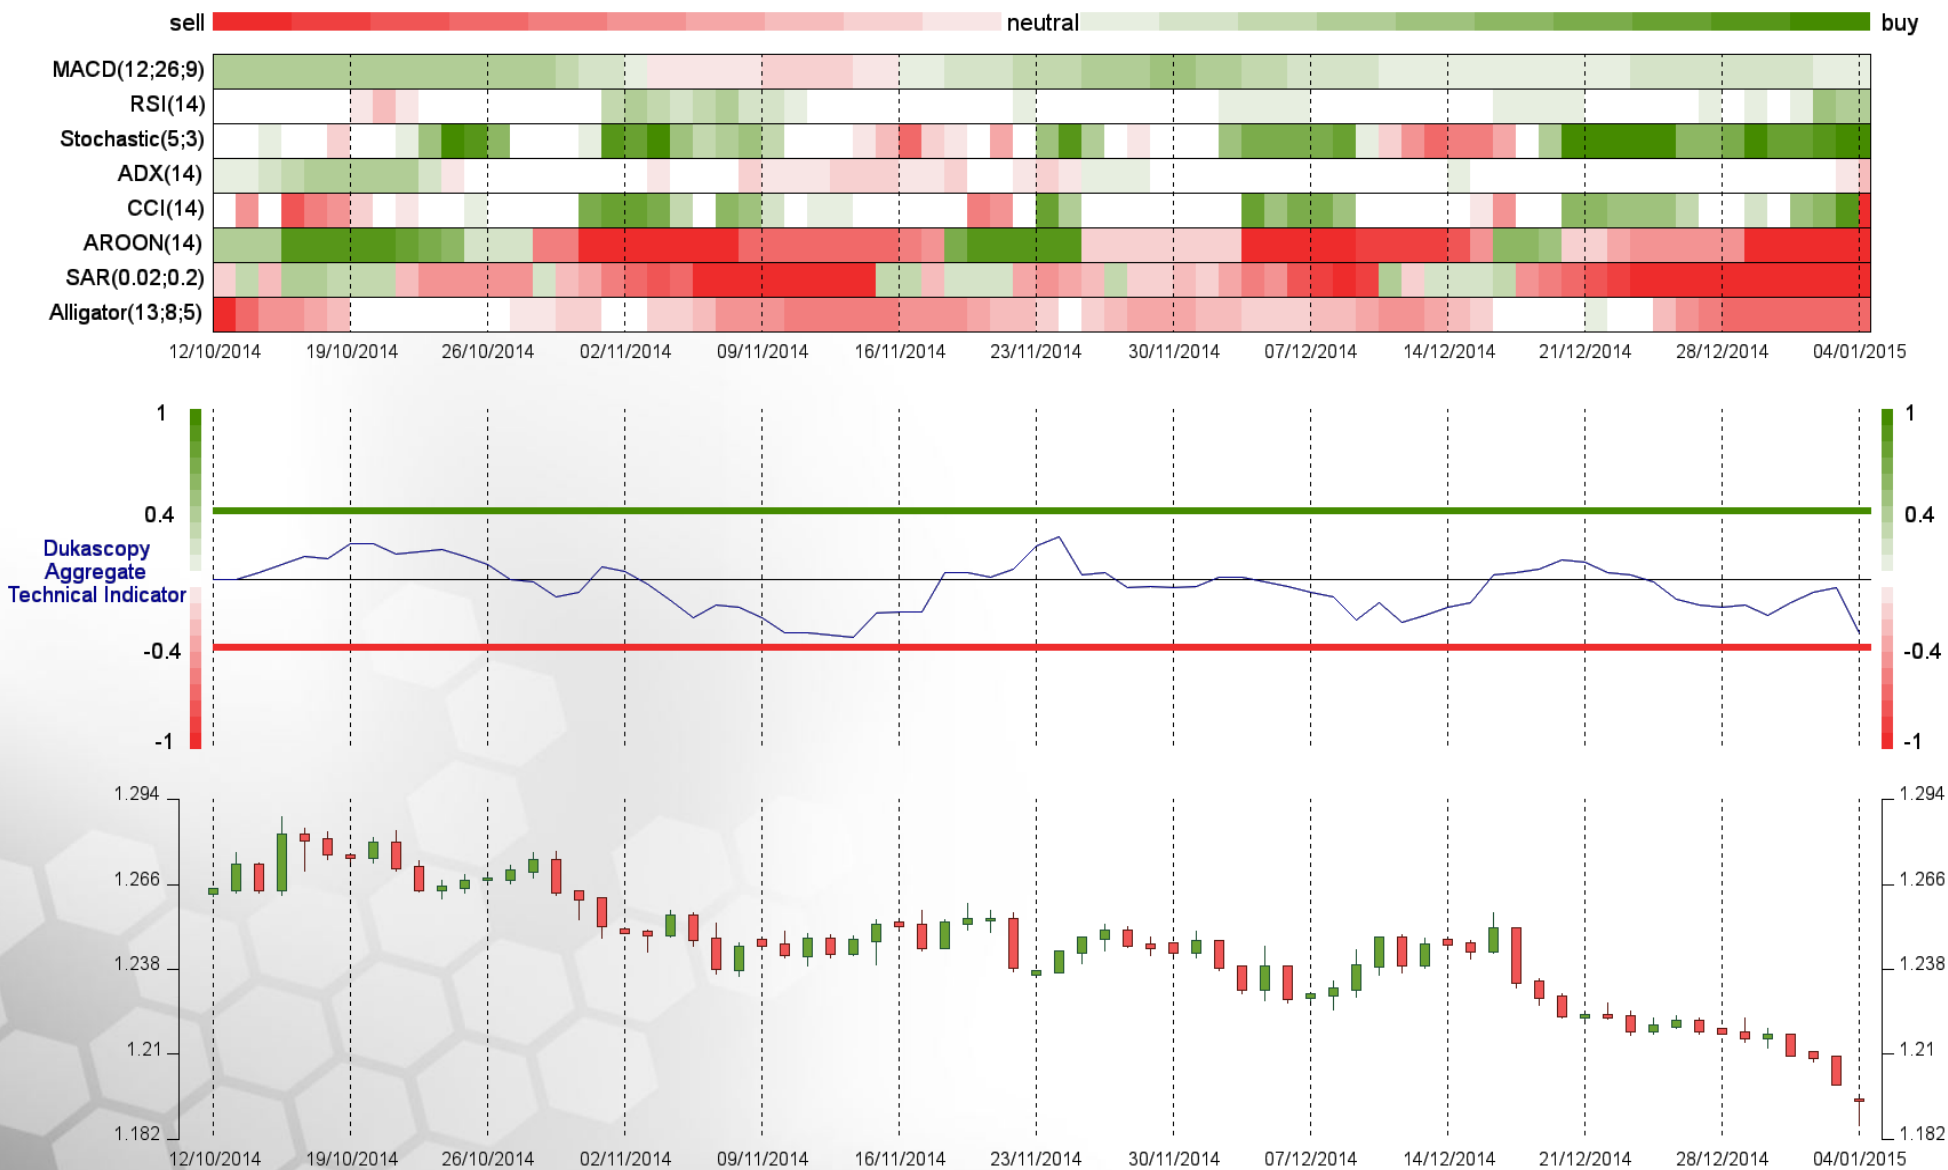 sell neutral buy
MACD(12;26;9)
RSI(14)
Stochastic(5;3)
ADX(14)
CCI(14)
AROON(14)
SAR(0.02;0.2)
Alligator(13;8;5)
12/10/2014 19/10/2014 26/10/2014 02/11/2014 09/11/2014 16/11/2014 23/11/2014 30/11/2014 07/12/2014 14/12/2014 21/12/2014 28/12/2014 04/01/2015
1 1
0.4 0.4
Dukascopy
Aggregate
Technical Indicator
-0.4 -0.4
-1 -1
1.294 1.294
1.266 1.266
1.238 1.238
1.21 1.21
1.182 1.182
12/10/2014 19/10/2014 26/10/2014 02/11/2014 09/11/2014 16/11/2014 23/11/2014 30/11/2014 07/12/2014 14/12/2014 21/12/2014 28/12/2014 04/01/2015